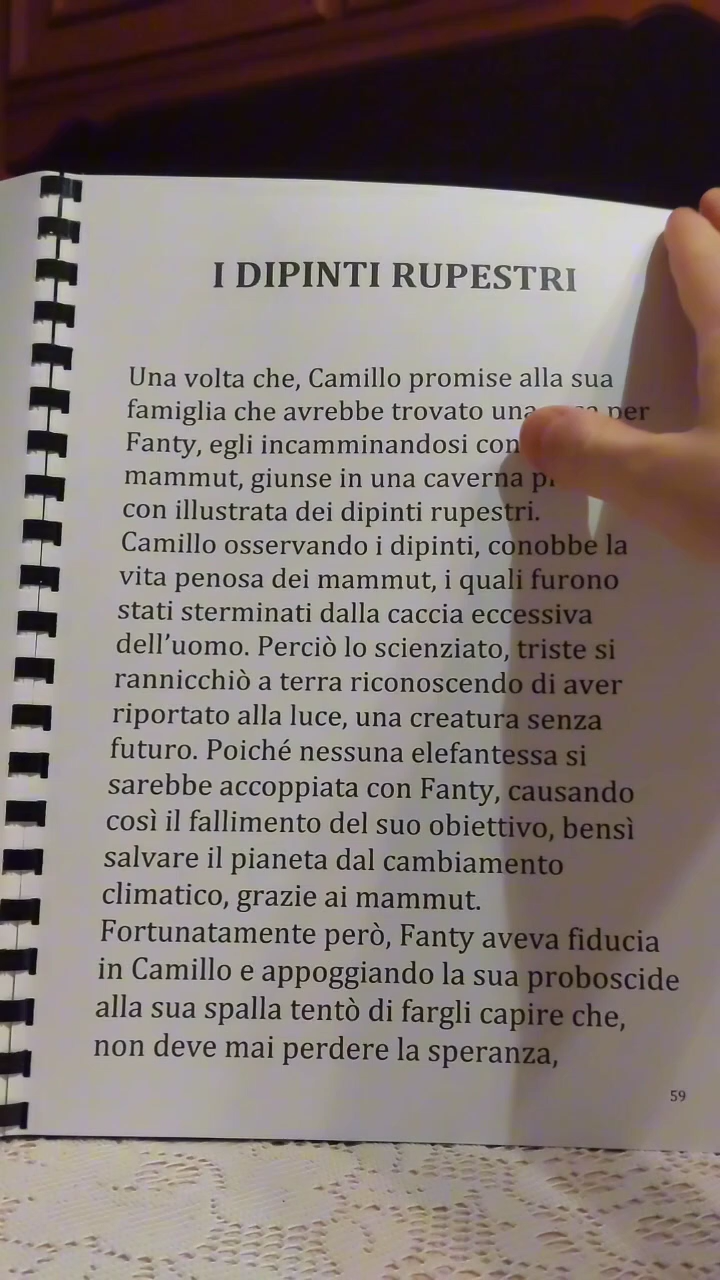 I DIPINTI RUPESTRI
Una volta che, Camillo promise alla sua
famiglia che avrebbe trovato una per
Fanty, egli incamminandosi con
mammut, giunse in una caverna
con illustrata dei dipinti rupestri.
Camillo osservando i dipinti, conobbe la
vita penosa dei mammut, i quali furono
stati sterminati dalla caccia eccessiva
dell'uomo. Perciò lo scienziato, triste si
rannicchiò a terra riconoscendo di aver
riportato alla luce, una creatura senza
futuro. Poiché nessuna elefantessa si
sarebbe accoppiata con Fanty, causando
così il fallimento del suo obiettivo, bensì
salvare il pianeta dal cambiamento
climatico, grazie ai mammut.
Fortunatamente però, Fanty aveva fiducia
in Camillo e appoggiando la sua proboscide
alla sua spalla tentò di fargli capire che,
non deve mai perdere la speranza,
59